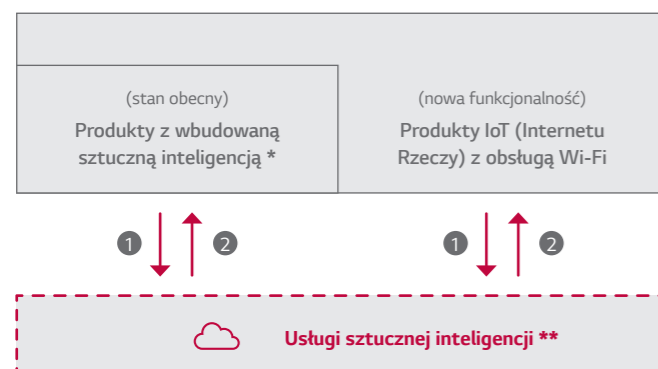 (stan obecny)
Produkty z wbudowaną
sztuczną inteligencją *
(nowa funkcjonalność)
Produkty IoT (Internetu
Rzeczy) z obsługą Wi-Fi
1 2
1 2
Usługi sztucznej inteligencji **